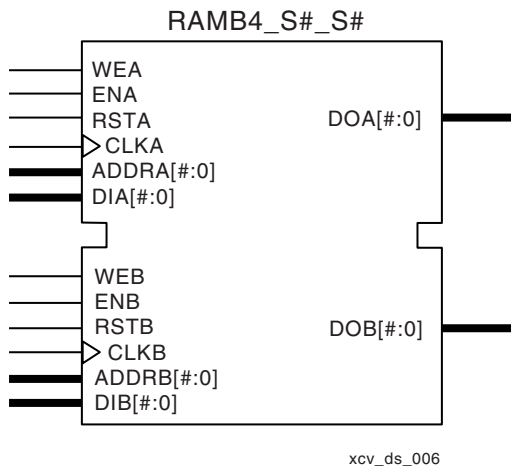 RAMB4_S#_S#
WEA
ENA
RSTA
CLKA
ADDRA[#:0]
DIA[#:0]
DOA[#:0]
WEB
ENB
RSTB
CLKB
ADDRB[#:0]
DIB[#:0]
DOB[#:0]
xcv_ds_006